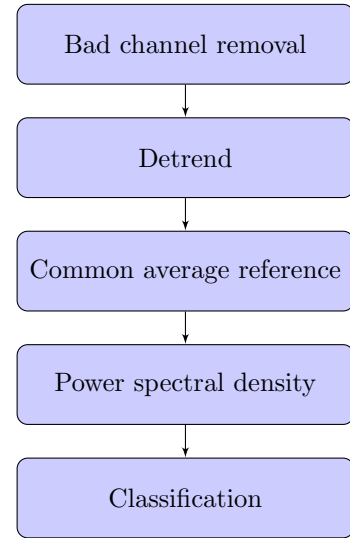 Bad channel removal
Detrend
Common average reference
Power spectral density
Classification